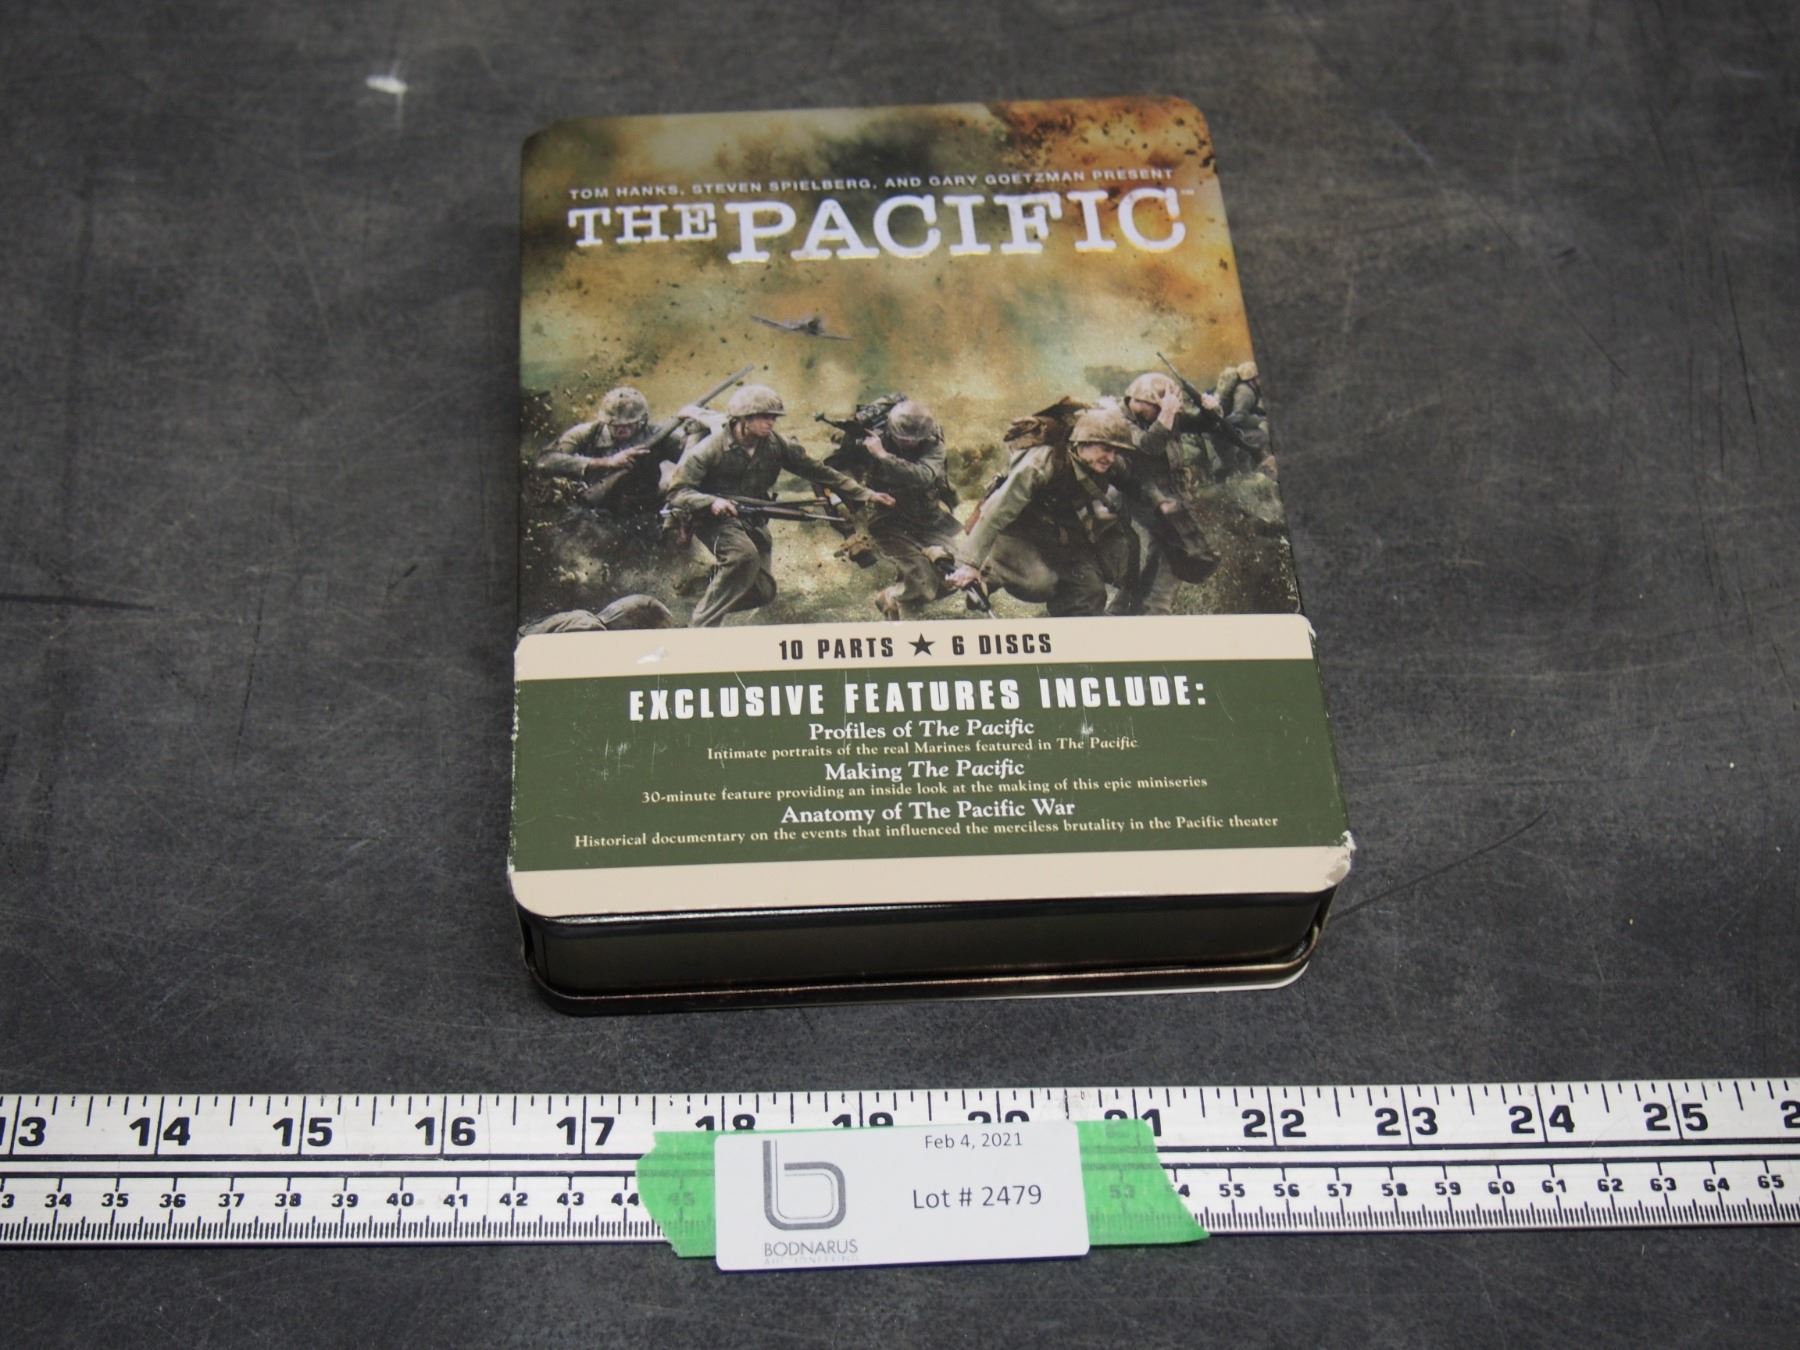 TOM HANKS, STEVEN SPIELBERG, AND GARY GOETZMAN PRESENT
THE PACIFIC™
10 PARTS ★ 6 DISCS
EXCLUSIVE FEATURES INCLUDE:
Profiles of The Pacific
Intimate portraits of the real Marines featured in The Pacific
Making The Pacific
30-minute feature providing an inside look at the making of this epic miniseries
Anatomy of The Pacific War
Historical documentary on the events that influenced the merciless brutality in the Pacific theater
13 14 15 16 17 18 19 20 21 22 23 24 25 2
3 34 35 36 37 38 39 40 41 42 43 44 45 53 54 55 56 57 58 59 60 61 62 63 64 65
Feb 4, 2021
Lot # 2479
b
BODNARUS
AUCTIONEERING